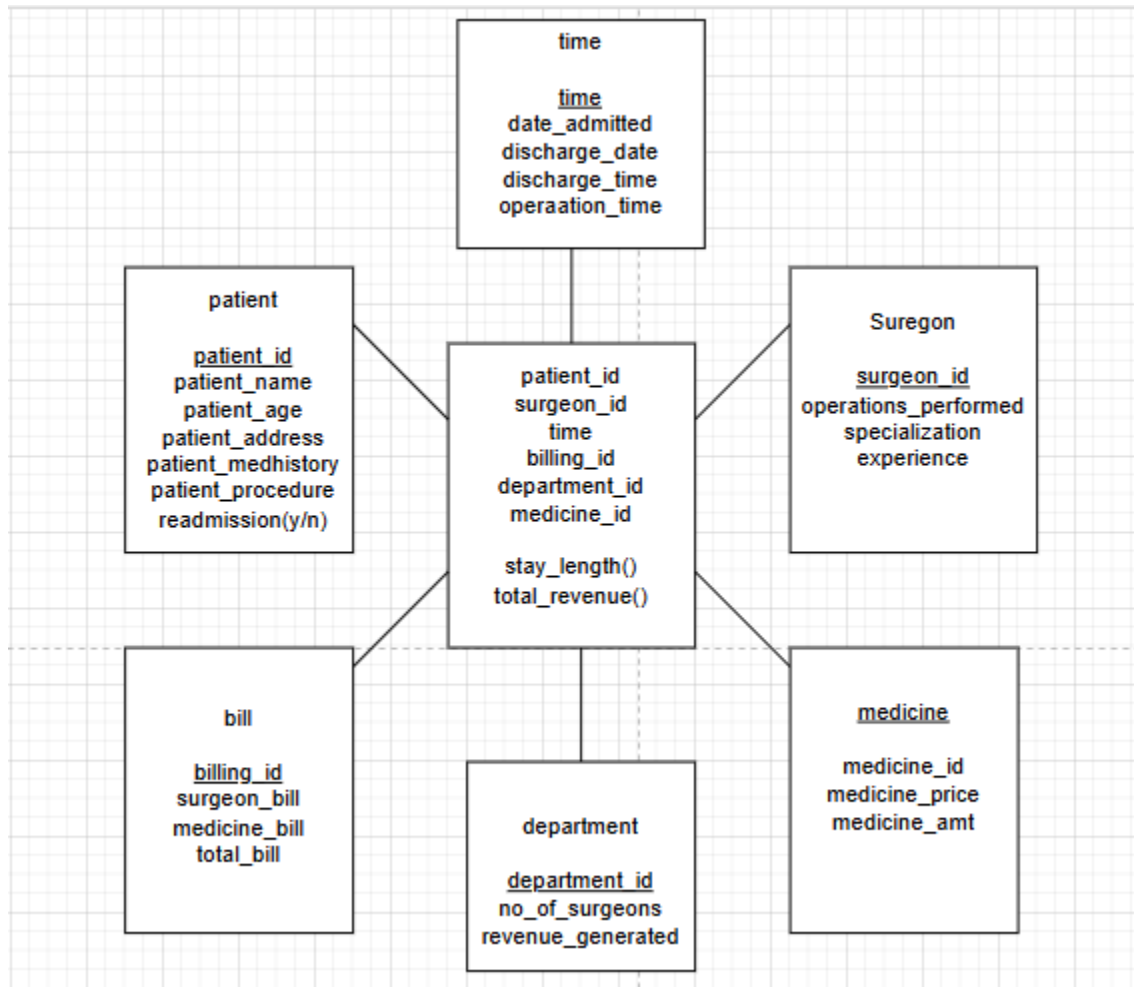 time
time
date_admitted
discharge_date
discharge_time
operaation_time
patient
patient_id
patient_name
patient_age
patient_address
patient_medhistory
patient_procedure
readmission(y/n)
patient_id
surgeon_id
time
billing_id
department_id
medicine_id
stay_length()
total_revenue()
Suregon
surgeon_id
operations_performed
specialization
experience
bill
billing_id
surgeon_bill
medicine_bill
total_bill
department
department_id
no_of_surgeons
revenue_generated
medicine
medicine_id
medicine_price
medicine_amt